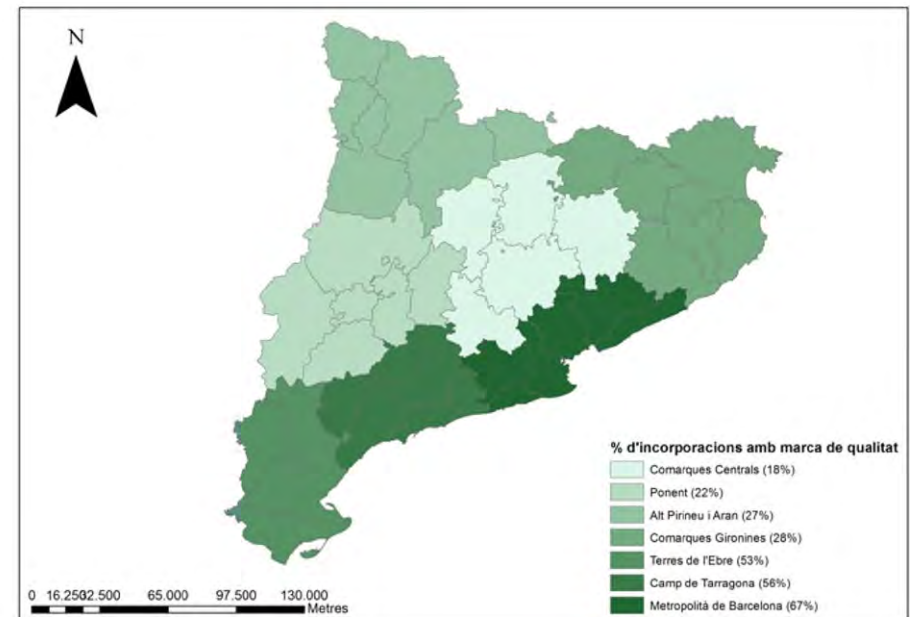 N
% d'incorporacions amb marca de qualitat
Comarques Centrals (18%)
Ponent (22%)
Alt Pirineu i Aran (27%)
Comarques Gironines (28%)
Terres de l'Ebre (53%)
Camp de Tarragona (56%)
Metropolità de Barcelona (67%)
0 16.25032.500 65.000 97.500 130.000
Metres